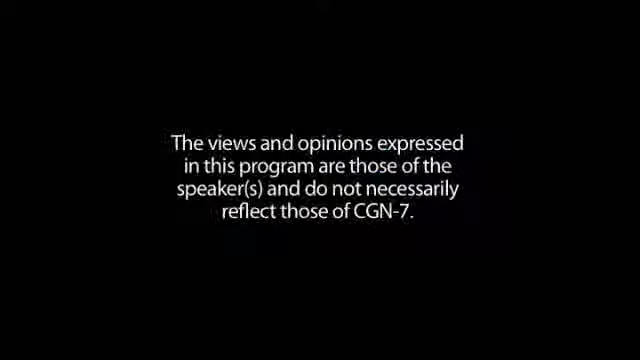 The views and opinions expressed
in this program are those of the
speaker(s) and do not necessarily
reflect those of CGN-7.